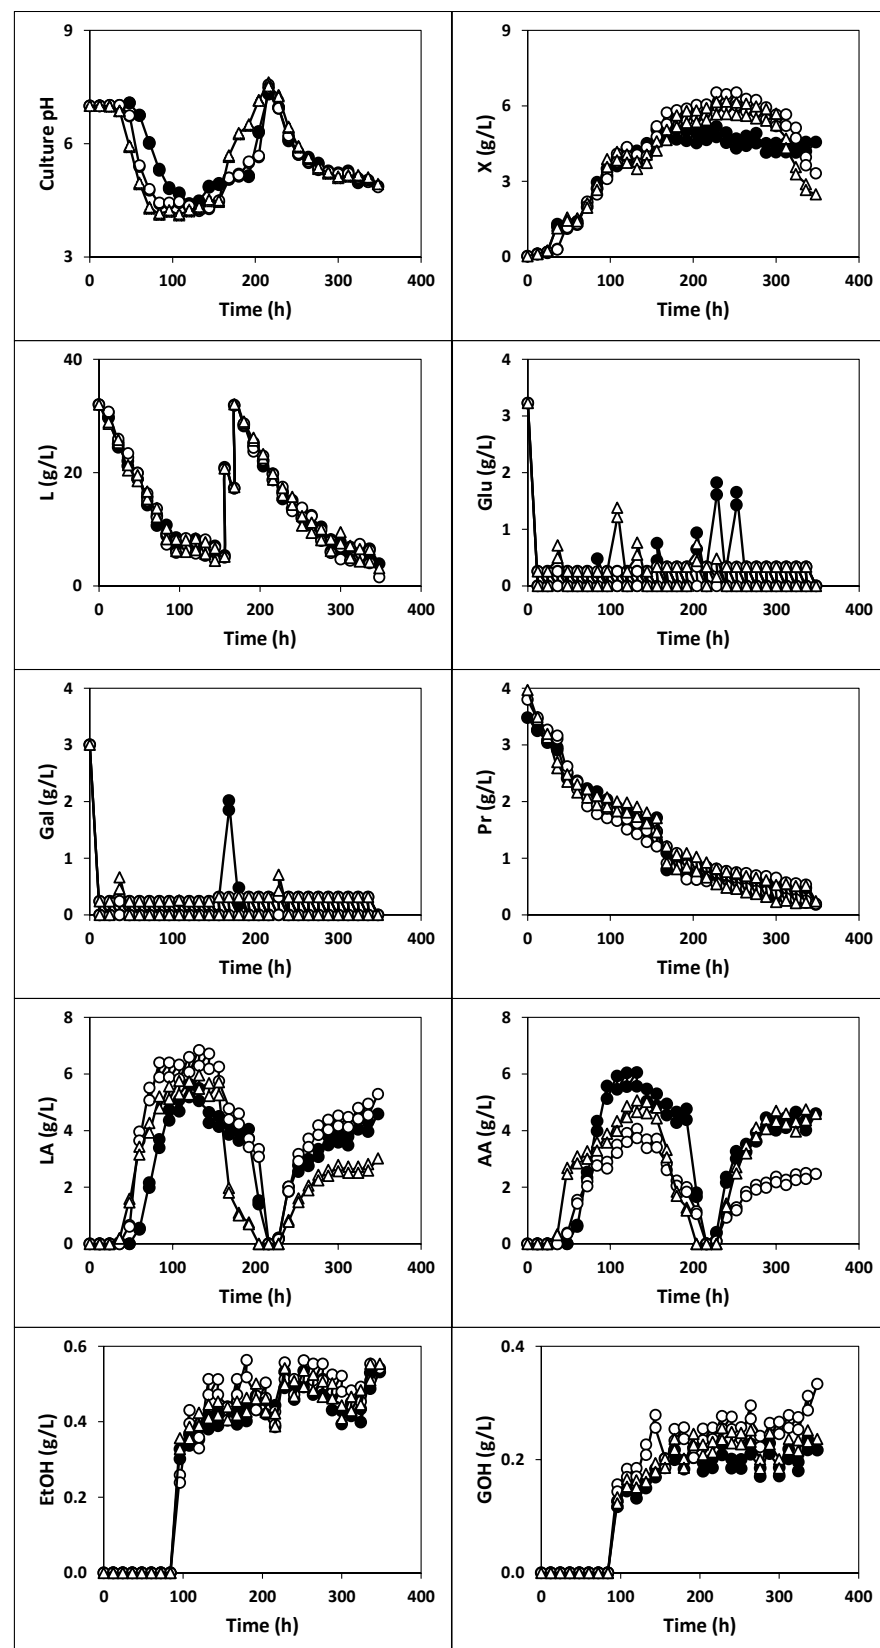 9
6
3
Culture pH
0 100 200 300 400
Time (h)
9
6
3
0
X (g/L)
0 100 200 300 400
Time (h)
40
20
0
L (g/L)
0 100 200 300 400
Time (h)
4
3
2
1
0
Glu (g/L)
0 100 200 300 400
Time (h)
4
3
2
1
0
Gal (g/L)
0 100 200 300 400
Time (h)
4
3
2
1
0
Pr (g/L)
0 100 200 300 400
Time (h)
8
6
4
2
0
LA (g/L)
0 100 200 300 400
Time (h)
8
6
4
2
0
AA (g/L)
0 100 200 300 400
Time (h)
0.6
0.4
0.2
0.0
EtOH (g/L)
0 100 200 300 400
Time (h)
0.4
0.2
0.0
GOH (g/L)
0 100 200 300 400
Time (h)